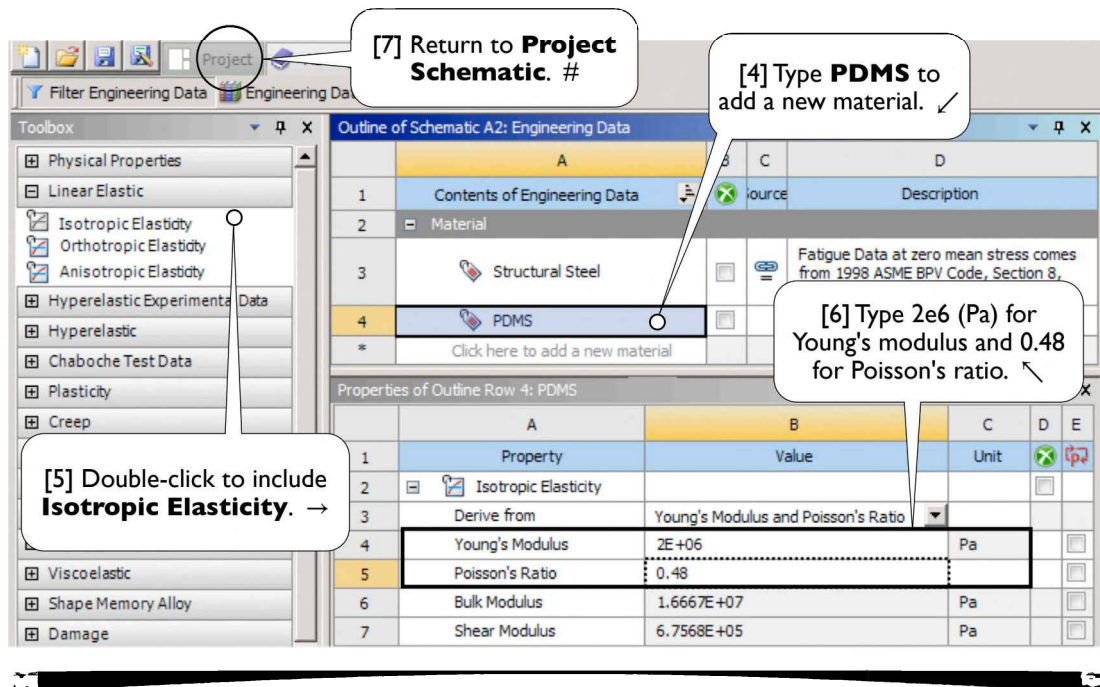 [7] Return to Project
Schematic. #
[4] Type PDMS to
add a new material. ↙
Project
Filter Engineering Data Engineering Dat
Toolbox
Physical Properties
Linear Elastic
Isotropic Elasticity
Orthotropic Elasticity
Anisotropic Elasticity
Hyperelastic Experimental Data
Hyperelastic
Chaboche Test Data
Plasticity
Creep
[5] Double-click to include
Isotropic Elasticity. →
Viscoelastic
Shape Memory Alloy
Damage
Outline of Schematic A2: Engineering Data
A B C D
1 Contents of Engineering Data Source Description
2 Material
3 Structural Steel Fatigue Data at zero mean stress comes
from 1998 ASME BPV Code, Section 8,
4 PDMS
* Click here to add a new material
[6] Type 2e6 (Pa) for
Young's modulus and 0.48
for Poisson's ratio. ↖
Properties of Outline Row 4: PDMS
A B C D E
1 Property Value Unit
2 Isotropic Elasticity
3 Derive from Young's Modulus and Poisson's Ratio
4 Young's Modulus 2E+06 Pa
5 Poisson's Ratio 0.48
6 Bulk Modulus 1.6667E+07 Pa
7 Shear Modulus 6.7568E+05 Pa